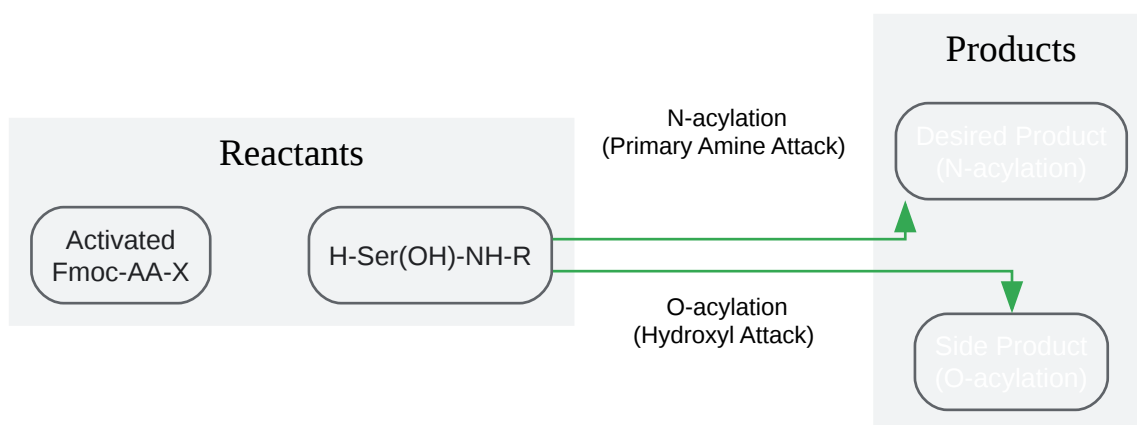 Reactants
Activated
Fmoc-AA-X
H-Ser(OH)-NH-R
N-acylation
(Primary Amine Attack)
O-acylation
(Hydroxyl Attack)
Products
Desired Product
(N-acylation)
Side Product
(O-acylation)